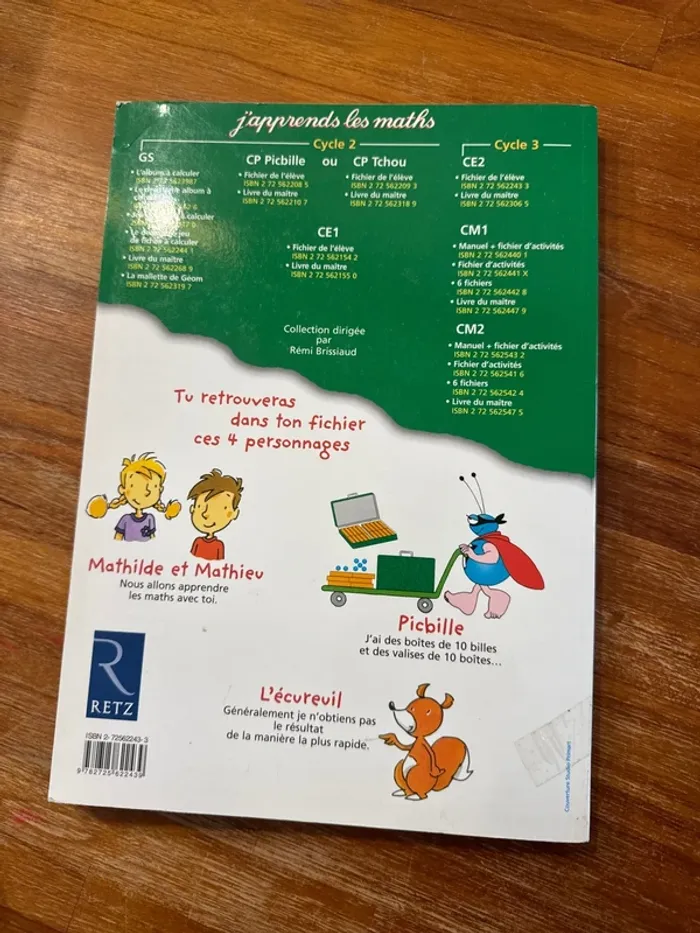 j'apprends les maths
Cycle 2
Cycle 3
GS
• L'album à calculer
• Livre du maître
ISBN 2 72 562268 9
• La mallette de Géom
ISBN 2 72 562319 7
CP Picbille ou CP Tchou
• Fichier de l'élève
ISBN 2 72 562208 5
• Livre du maître
ISBN 2 72 562210 7
• Fichier de l'élève
ISBN 2 72 562209 3
• Livre du maître
ISBN 2 72 562318 9
CE1
• Fichier de l'élève
ISBN 2 72 562154 2
• Livre du maître
ISBN 2 72 562155 0
CE2
• Fichier de l'élève
ISBN 2 72 562243 3
• Livre du maître
ISBN 2 72 562306 5
CM1
• Manuel + fichier d'activités
ISBN 2 72 562440 1
• Fichier d'activités
ISBN 2 72 562441 X
• 6 fichiers
ISBN 2 72 562442 8
• Livre du maître
ISBN 2 72 562447 9
CM2
• Manuel + fichier d'activités
ISBN 2 72 562543 2
• Fichier d'activités
ISBN 2 72 562541 6
• 6 fichiers
ISBN 2 72 562542 4
• Livre du maître
ISBN 2 72 562547 5
Collection dirigée
par
Rémi Brissiaud
Tu retrouveras
dans ton fichier
ces 4 personnages
Mathilde et Mathieu
Nous allons apprendre
les maths avec toi.
Picbille
J'ai des boîtes de 10 billes
et des valises de 10 boîtes...
L'écureuil
Généralement je n'obtiens pas
le résultat
de la manière la plus rapide.
R
RETZ
ISBN 2-72562243-3
9 782725 622439
Couverture Studio Primart